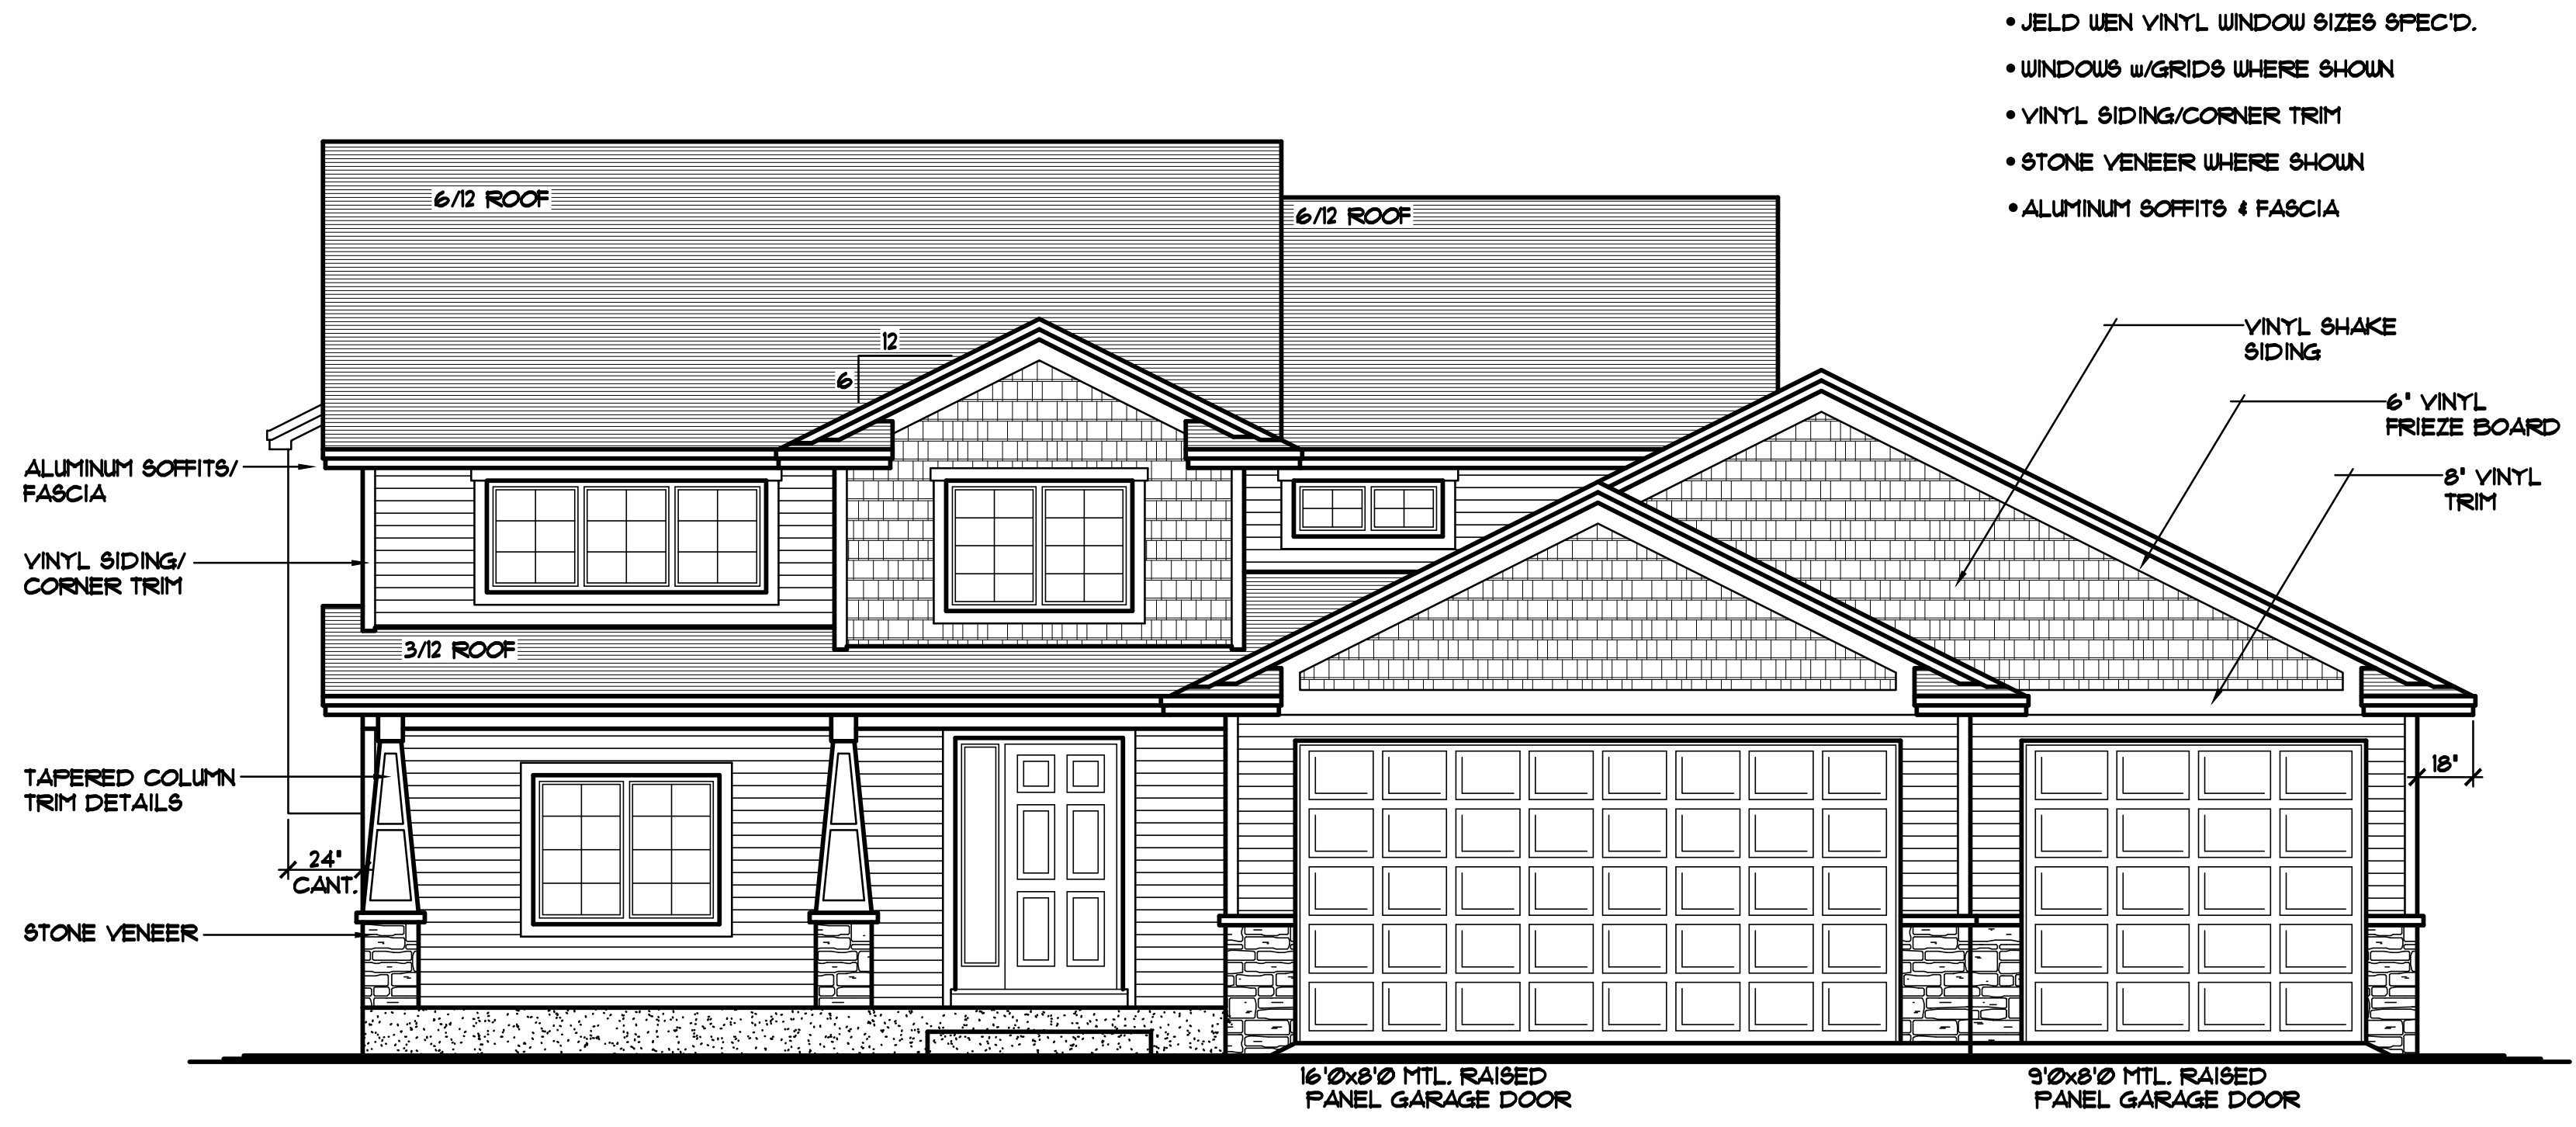 • JELD WEN VINYL WINDOW SIZES SPEC'D.
• WINDOWS w/GRIDS WHERE SHOWN
• VINYL SIDING/CORNER TRIM
• STONE VENEER WHERE SHOWN
• ALUMINUM SOFFITS & FASCIA
6/12 ROOF
6/12 ROOF
12
6
VINYL SHAKE
SIDING
6" VINYL
FRIEZE BOARD
8" VINYL
TRIM
ALUMINUM SOFFITS/
FASCIA
VINYL SIDING/
CORNER TRIM
3/12 ROOF
TAPERED COLUMN
TRIM DETAILS
18"
24"
CANT.
STONE VENEER
16'0x8'0 MTL. RAISED
PANEL GARAGE DOOR
9'0x8'0 MTL. RAISED
PANEL GARAGE DOOR